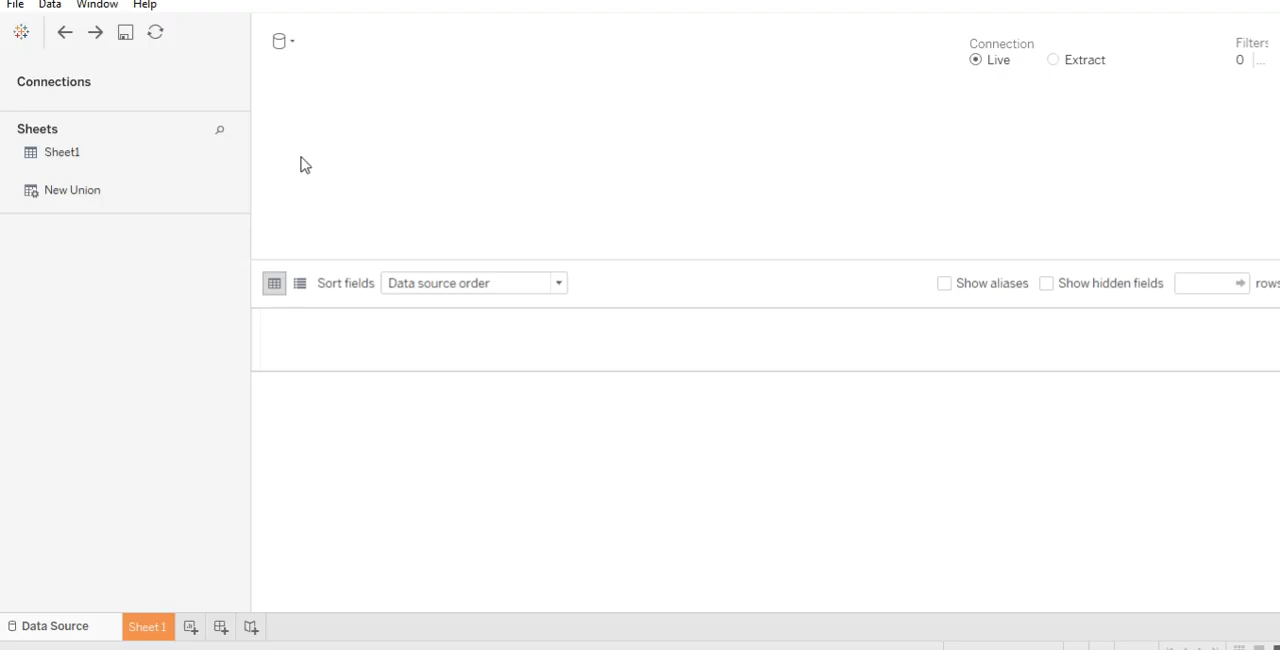 File Data Window Help
Connections
Sheets
Sheet1
New Union
Connection
Live Extract
Filters
0 ...
Sort fields Data source order
Show aliases Show hidden fields rows
Data Source Sheet 1